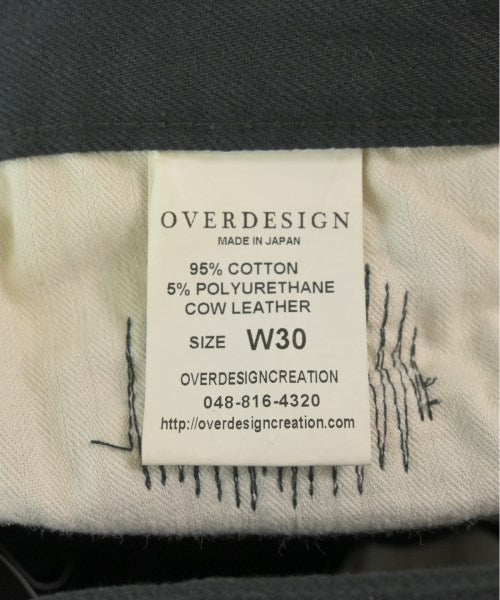 OVERDESIGN
MADE IN JAPAN
95% COTTON
5% POLYURETHANE
COW LEATHER
SIZE W30
OVERDESIGNCREATION
048-816-4320
http://overdesigncreation.com